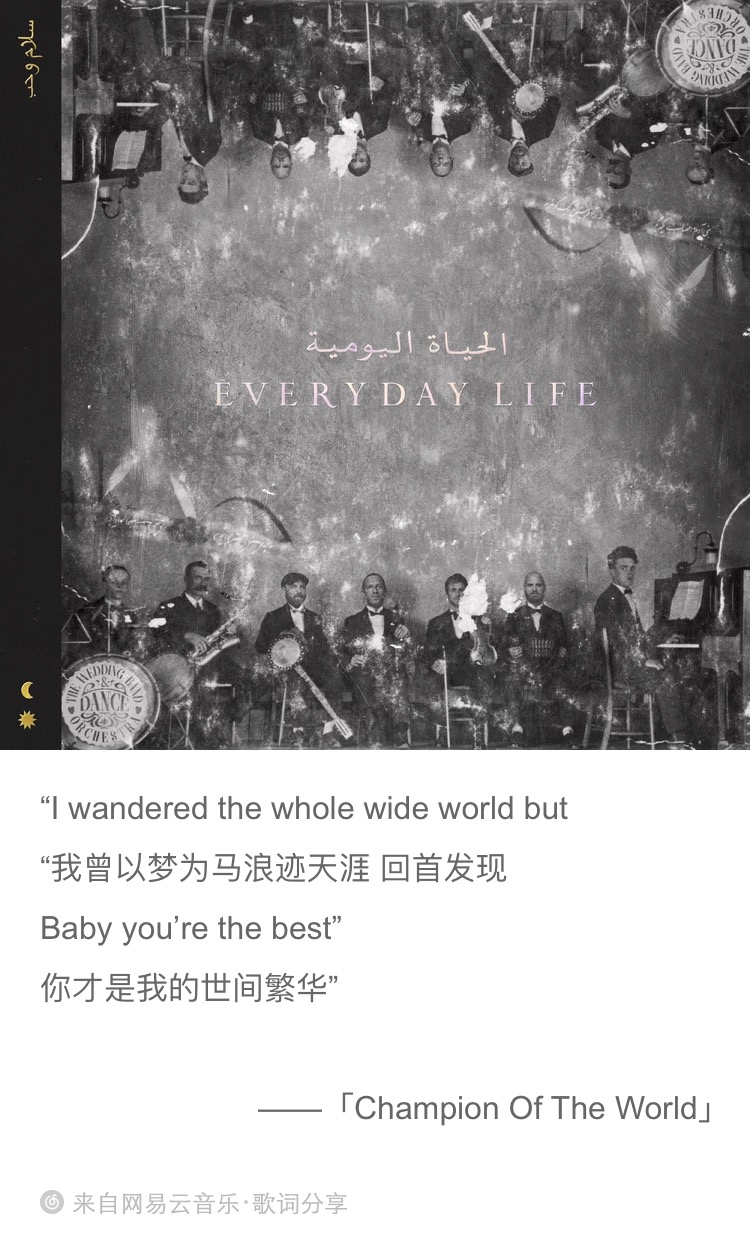 سلام وحب
THE WEDDING BAND
& DANCE
ORCHESTRA
الحياة اليومية
EVERYDAY LIFE
THE WEDDING BAND
&
DANCE
ORCHESTRA
“I wandered the whole wide world but
“我曾以梦为马浪迹天涯 回首发现
Baby you’re the best”
你才是我的世间繁华”
——「Champion Of The World」
来自网易云音乐·歌词分享